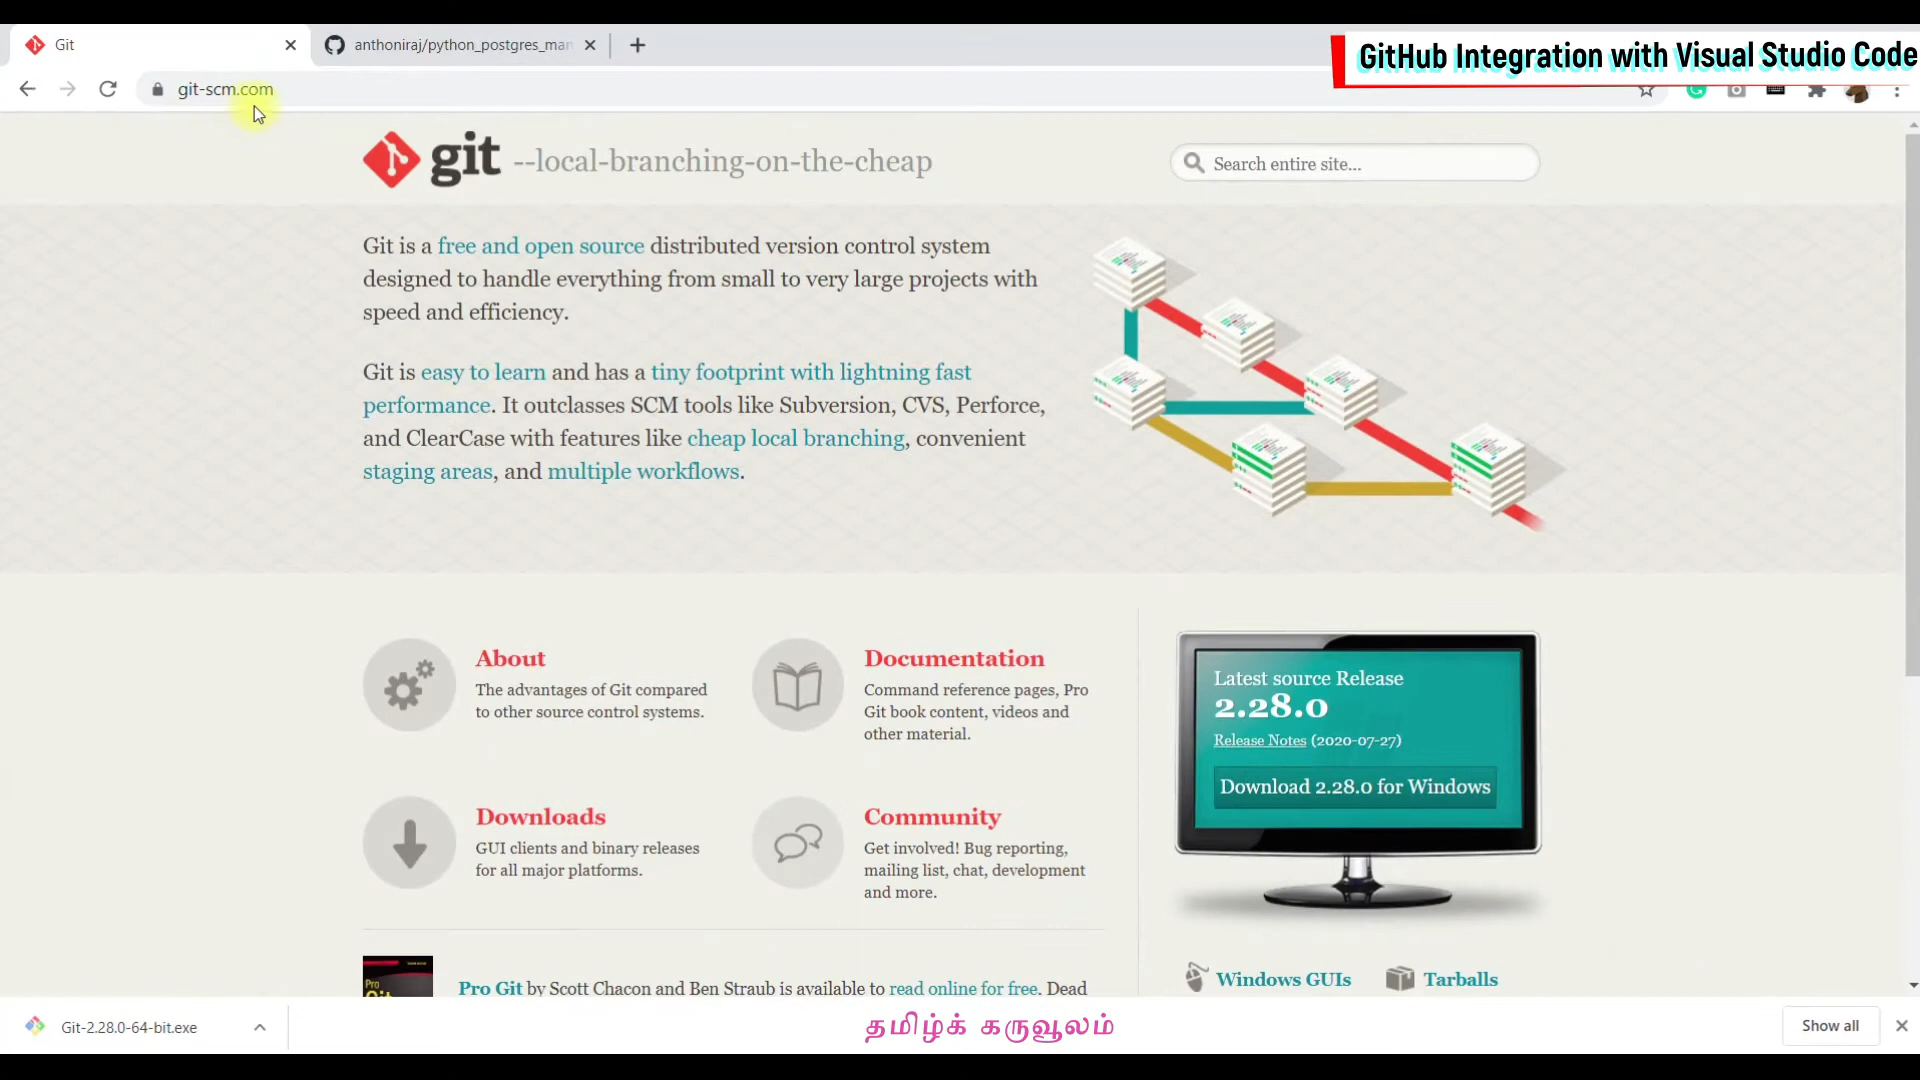 Git
anthoniraj/python_postgres_man
GitHub Integration with Visual Studio Code
git-scm.com
git --local-branching-on-the-cheap
Search entire site...
Git is a free and open source distributed version control system
designed to handle everything from small to very large projects with
speed and efficiency.
Git is easy to learn and has a tiny footprint with lightning fast
performance. It outclasses SCM tools like Subversion, CVS, Perforce,
and ClearCase with features like cheap local branching, convenient
staging areas, and multiple workflows.
About
The advantages of Git compared
to other source control systems.
Documentation
Command reference pages, Pro
Git book content, videos and
other material.
Downloads
GUI clients and binary releases
for all major platforms.
Community
Get involved! Bug reporting,
mailing list, chat, development
and more.
Latest source Release
2.28.0
Release Notes (2020-07-27)
Download 2.28.0 for Windows
Windows GUIs
Tarballs
Pro
Pro Git by Scott Chacon and Ben Straub is available to read online for free. Dead
Git-2.28.0-64-bit.exe
தமிழ்க் கருவூலம்
Show all